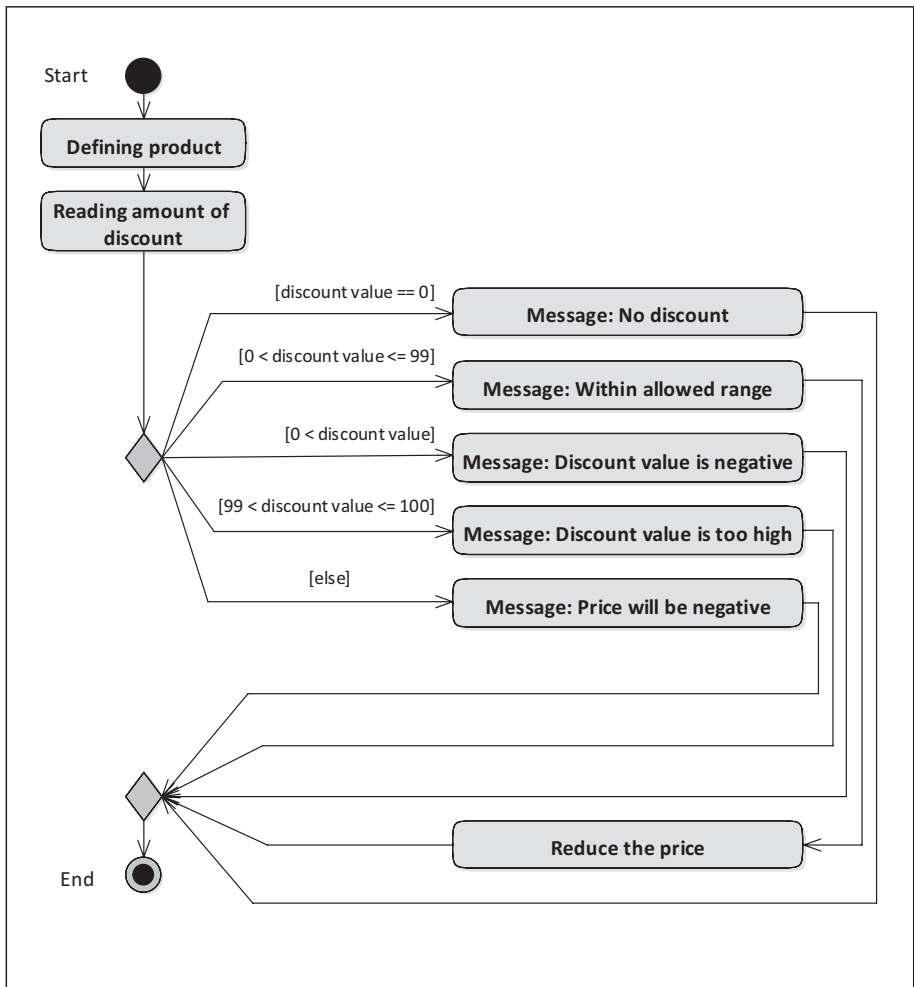 Start
Defining product
Reading amount of
discount
[discount value == 0]
Message: No discount
[0 < discount value <= 99]
Message: Within allowed range
[0 < discount value]
Message: Discount value is negative
[99 < discount value <= 100]
Message: Discount value is too high
[else]
Message: Price will be negative
Reduce the price
End